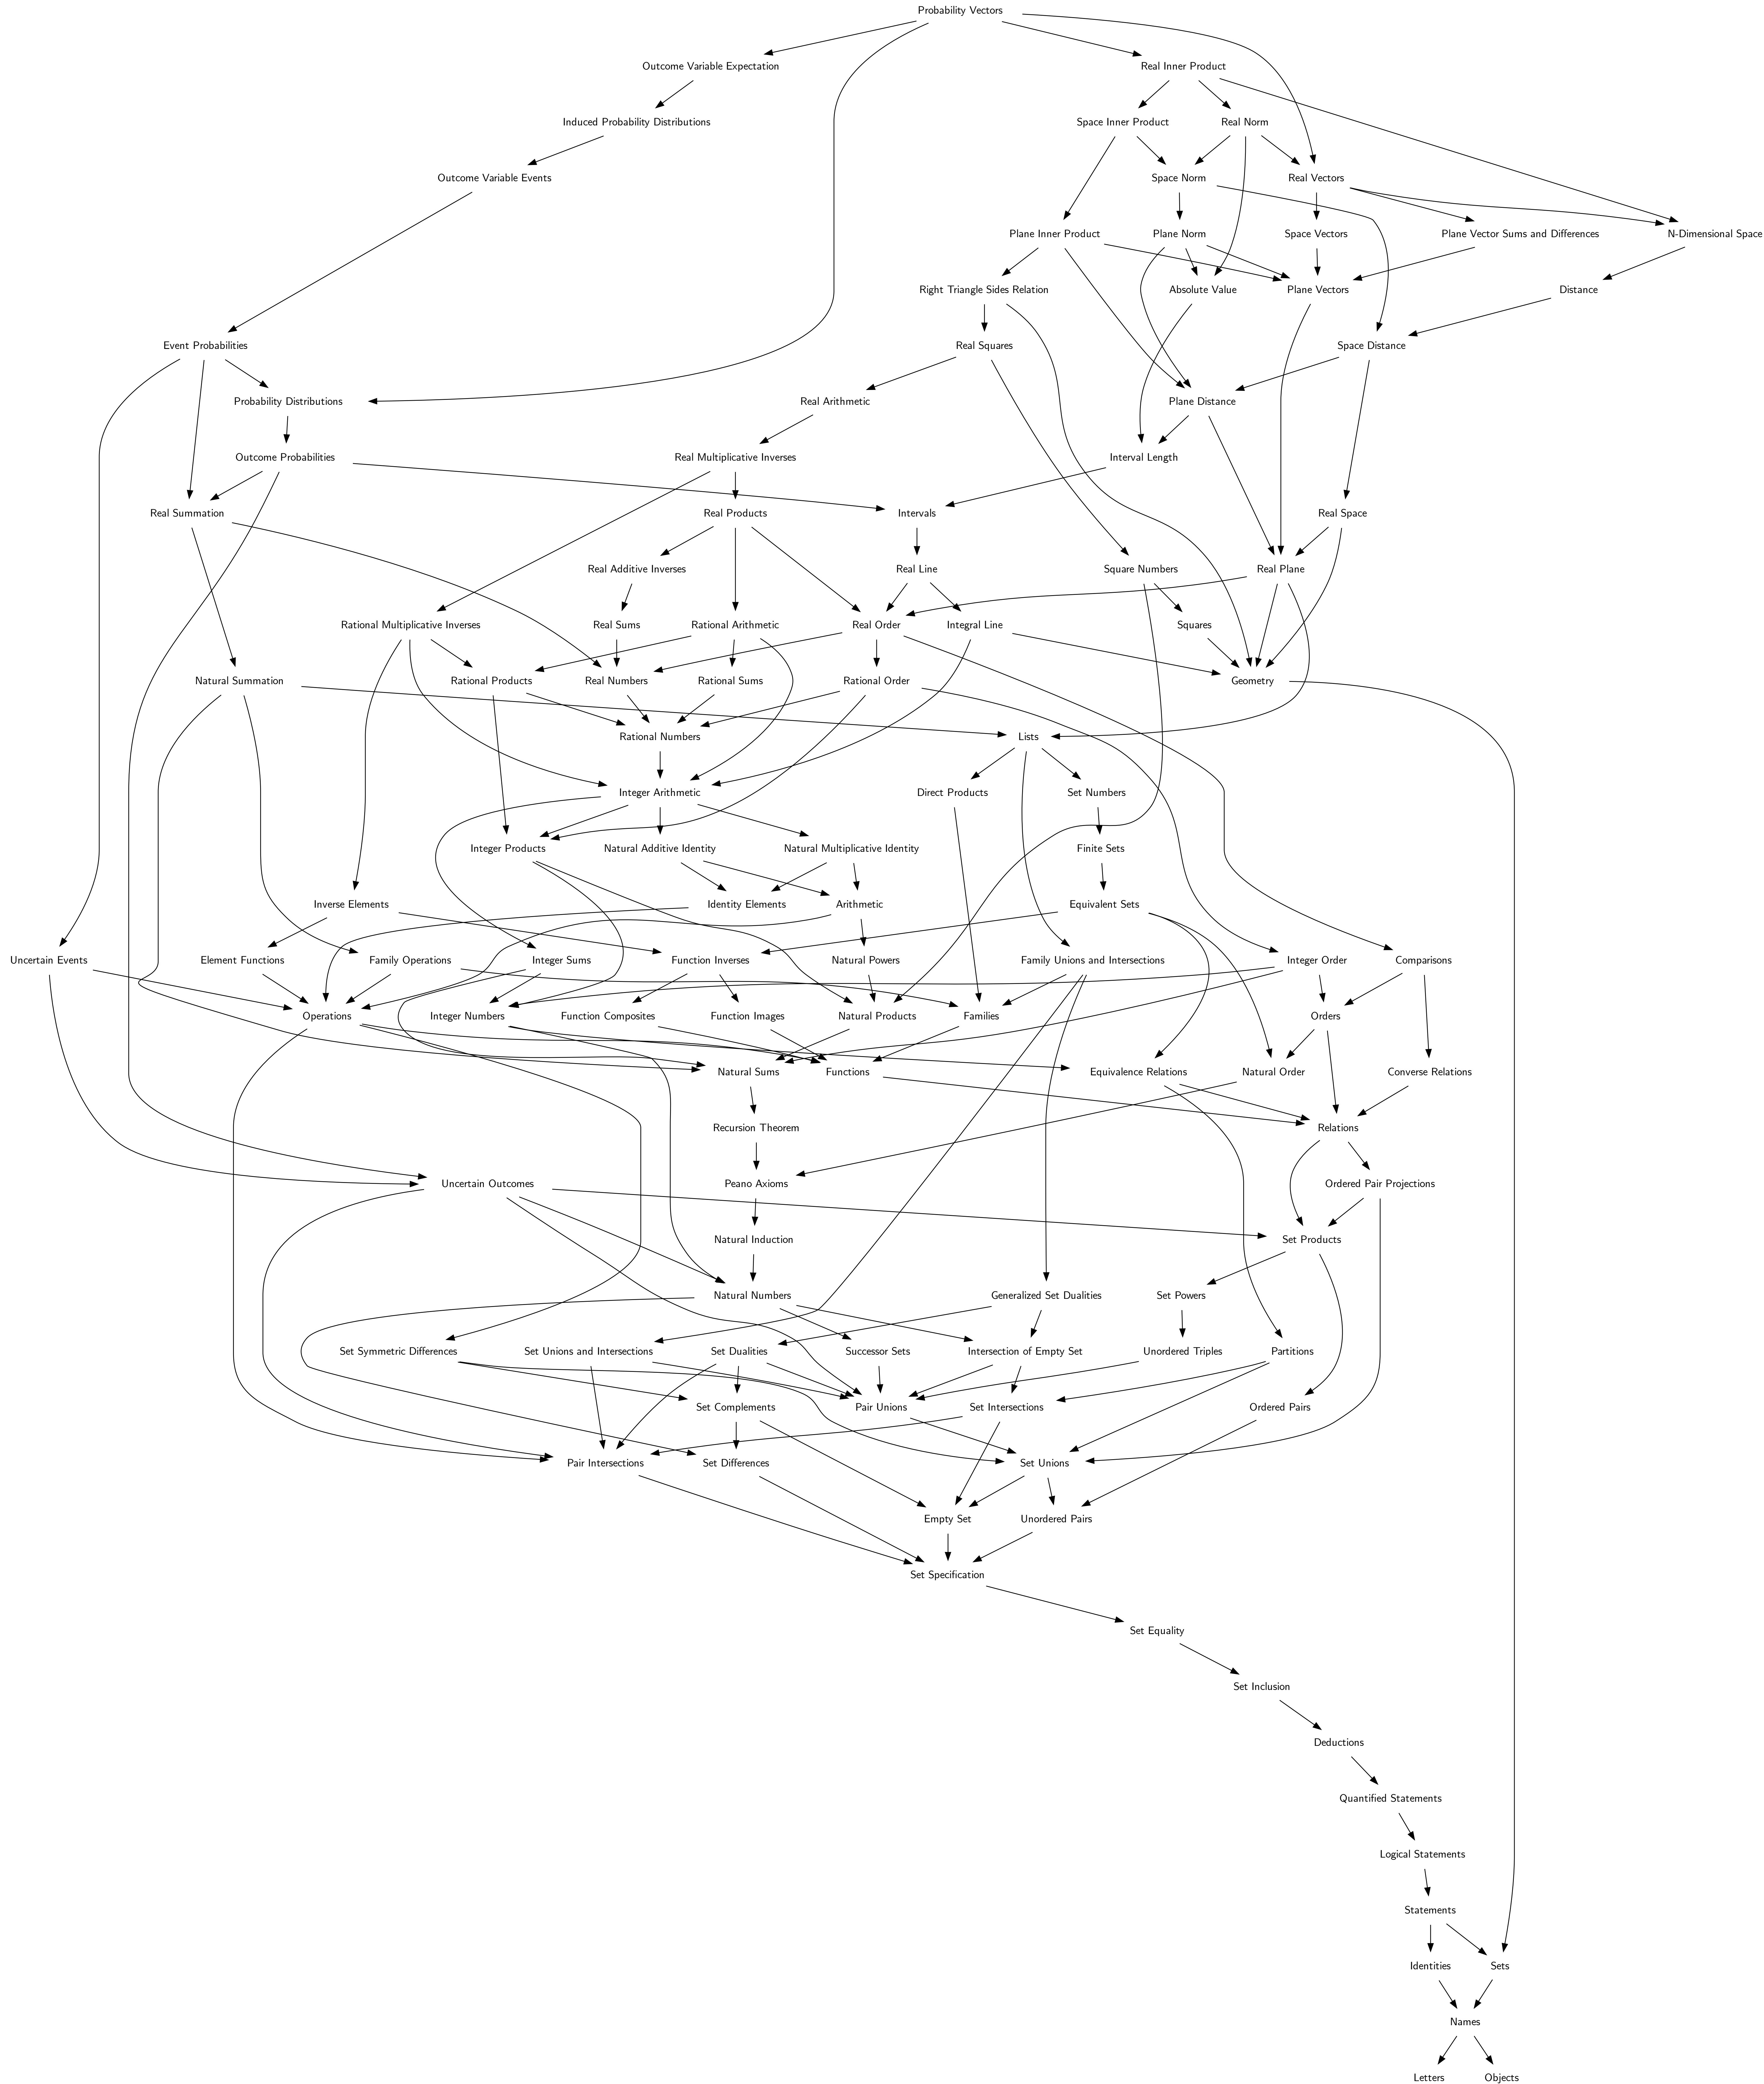 Probability Vectors
Outcome Variable Expectation
Real Inner Product
Induced Probability Distributions
Space Inner Product
Real Norm
Outcome Variable Events
Space Norm
Real Vectors
Plane Inner Product
Plane Norm
Space Vectors
Plane Vector Sums and Differences
N-Dimensional Space
Right Triangle Sides Relation
Absolute Value
Plane Vectors
Distance
Event Probabilities
Real Squares
Space Distance
Probability Distributions
Real Arithmetic
Plane Distance
Outcome Probabilities
Real Multiplicative Inverses
Interval Length
Real Summation
Real Products
Intervals
Real Space
Real Additive Inverses
Real Line
Square Numbers
Real Plane
Rational Multiplicative Inverses
Real Sums
Rational Arithmetic
Real Order
Integral Line
Squares
Natural Summation
Rational Products
Real Numbers
Rational Sums
Rational Order
Geometry
Rational Numbers
Lists
Integer Arithmetic
Direct Products
Set Numbers
Integer Products
Natural Additive Identity
Natural Multiplicative Identity
Finite Sets
Inverse Elements
Identity Elements
Arithmetic
Equivalent Sets
Uncertain Events
Element Functions
Family Operations
Integer Sums
Function Inverses
Natural Powers
Family Unions and Intersections
Integer Order
Comparisons
Operations
Integer Numbers
Function Composites
Function Images
Natural Products
Families
Orders
Natural Sums
Functions
Equivalence Relations
Natural Order
Converse Relations
Recursion Theorem
Relations
Uncertain Outcomes
Peano Axioms
Ordered Pair Projections
Natural Induction
Set Products
Natural Numbers
Generalized Set Dualities
Set Powers
Set Symmetric Differences
Set Unions and Intersections
Set Dualities
Successor Sets
Intersection of Empty Set
Unordered Triples
Partitions
Set Complements
Pair Unions
Set Intersections
Ordered Pairs
Pair Intersections
Set Differences
Set Unions
Empty Set
Unordered Pairs
Set Specification
Set Equality
Set Inclusion
Deductions
Quantified Statements
Logical Statements
Statements
Identities
Sets
Names
Letters
Objects